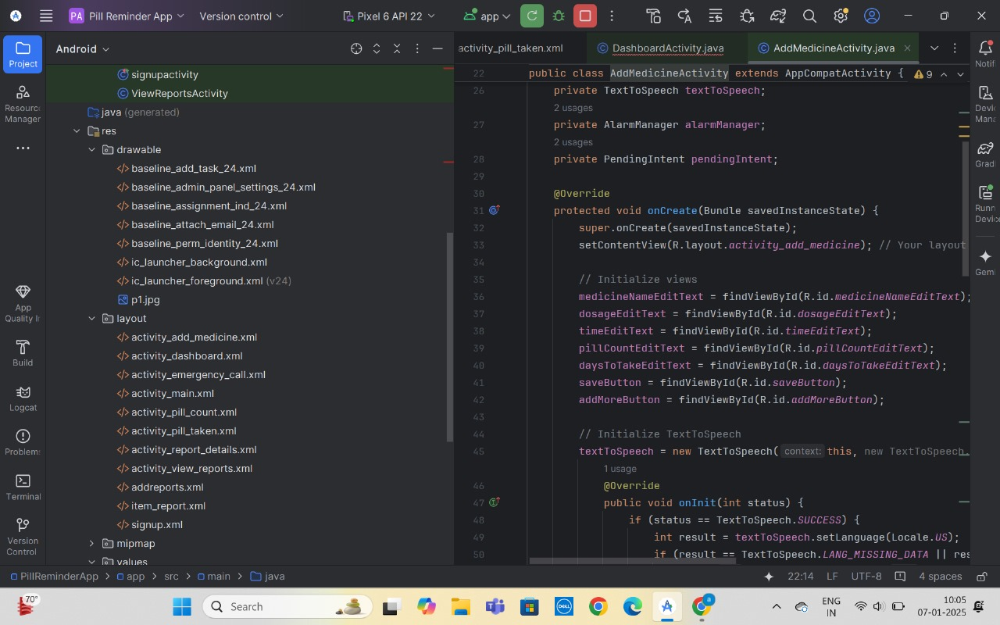 PA Pill Reminder App Version control Pixel 6 API 22 app
Project
Resource
Manager
App
Quality I
Build
Logcat
Problem
Terminal
Version
Control
Android
signupactivity
ViewReportsActivity
java (generated)
res
drawable
baseline_add_task_24.xml
baseline_admin_panel_settings_24.xml
baseline_assignment_ind_24.xml
baseline_attach_email_24.xml
baseline_perm_identity_24.xml
ic_launcher_background.xml
ic_launcher_foreground.xml (v24)
p1.jpg
layout
activity_add_medicine.xml
activity_dashboard.xml
activity_emergency_call.xml
activity_main.xml
activity_pill_count.xml
activity_pill_taken.xml
activity_report_details.xml
activity_view_reports.xml
addreports.xml
item_report.xml
signup.xml
mipmap
values
activity_pill_taken.xml DashboardActivity.java AddMedicineActivity.java
22 public class AddMedicineActivity extends AppCompatActivity { 9
26 private TextToSpeech textToSpeech;
2 usages
27 private AlarmManager alarmManager;
2 usages
28 private PendingIntent pendingIntent;
29
30 @Override
31 protected void onCreate(Bundle savedInstanceState) {
32 super.onCreate(savedInstanceState);
33 setContentView(R.layout.activity_add_medicine); // Your layout
34
35 // Initialize views
36 medicineNameEditText = findViewById(R.id.medicineNameEditText);
37 dosageEditText = findViewById(R.id.dosageEditText);
38 timeEditText = findViewById(R.id.timeEditText);
39 pillCountEditText = findViewById(R.id.pillCountEditText);
40 daysToTakeEditText = findViewById(R.id.daysToTakeEditText);
41 saveButton = findViewById(R.id.saveButton);
42 addMoreButton = findViewById(R.id.addMoreButton);
43
44 // Initialize TextToSpeech
45 textToSpeech = new TextToSpeech( context: this, new TextToSpeech.
1 usage
46 @Override
47 public void onInit(int status) {
48 if (status == TextToSpeech.SUCCESS) {
49 int result = textToSpeech.setLanguage(Locale.US);
50 if (result == TextToSpeech.LANG_MISSING_DATA || res
Notif
Devi
Mana
Gradl
Runn
Device
Gemi
PillReminderApp > app > src > main > java 22:14 LF UTF-8 4 spaces
70°
Search
DELL
a
ENG
IN
10:05
07-01-2025